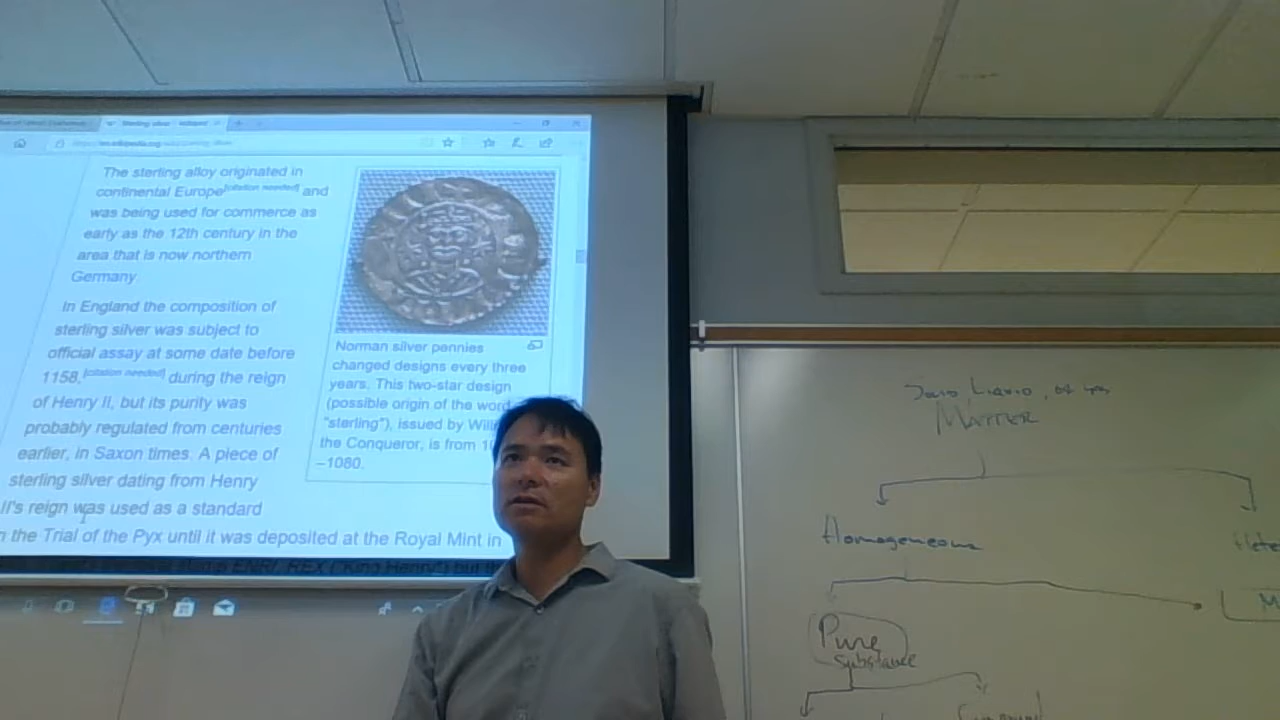 The sterling alloy originated in
continental Europe[citation needed] and
was being used for commerce as
early as the 12th century in the
area that is now northern
Germany.
In England the composition of
sterling silver was subject to
official assay at some date before
1158,[citation needed] during the reign
of Henry II, but its purity was
probably regulated from centuries
earlier, in Saxon times. A piece of
sterling silver dating from Henry
II's reign was used as a standard
the Trial of the Pyx until it was deposited at the Royal Mint in
ENRI. REX ("King Henry") but
Norman silver pennies
changed designs every three
years. This two-star design
(possible origin of the word
"sterling"), issued by
the Conqueror, is from
–1080.
MATTER
Homogeneous
Pure
Substance